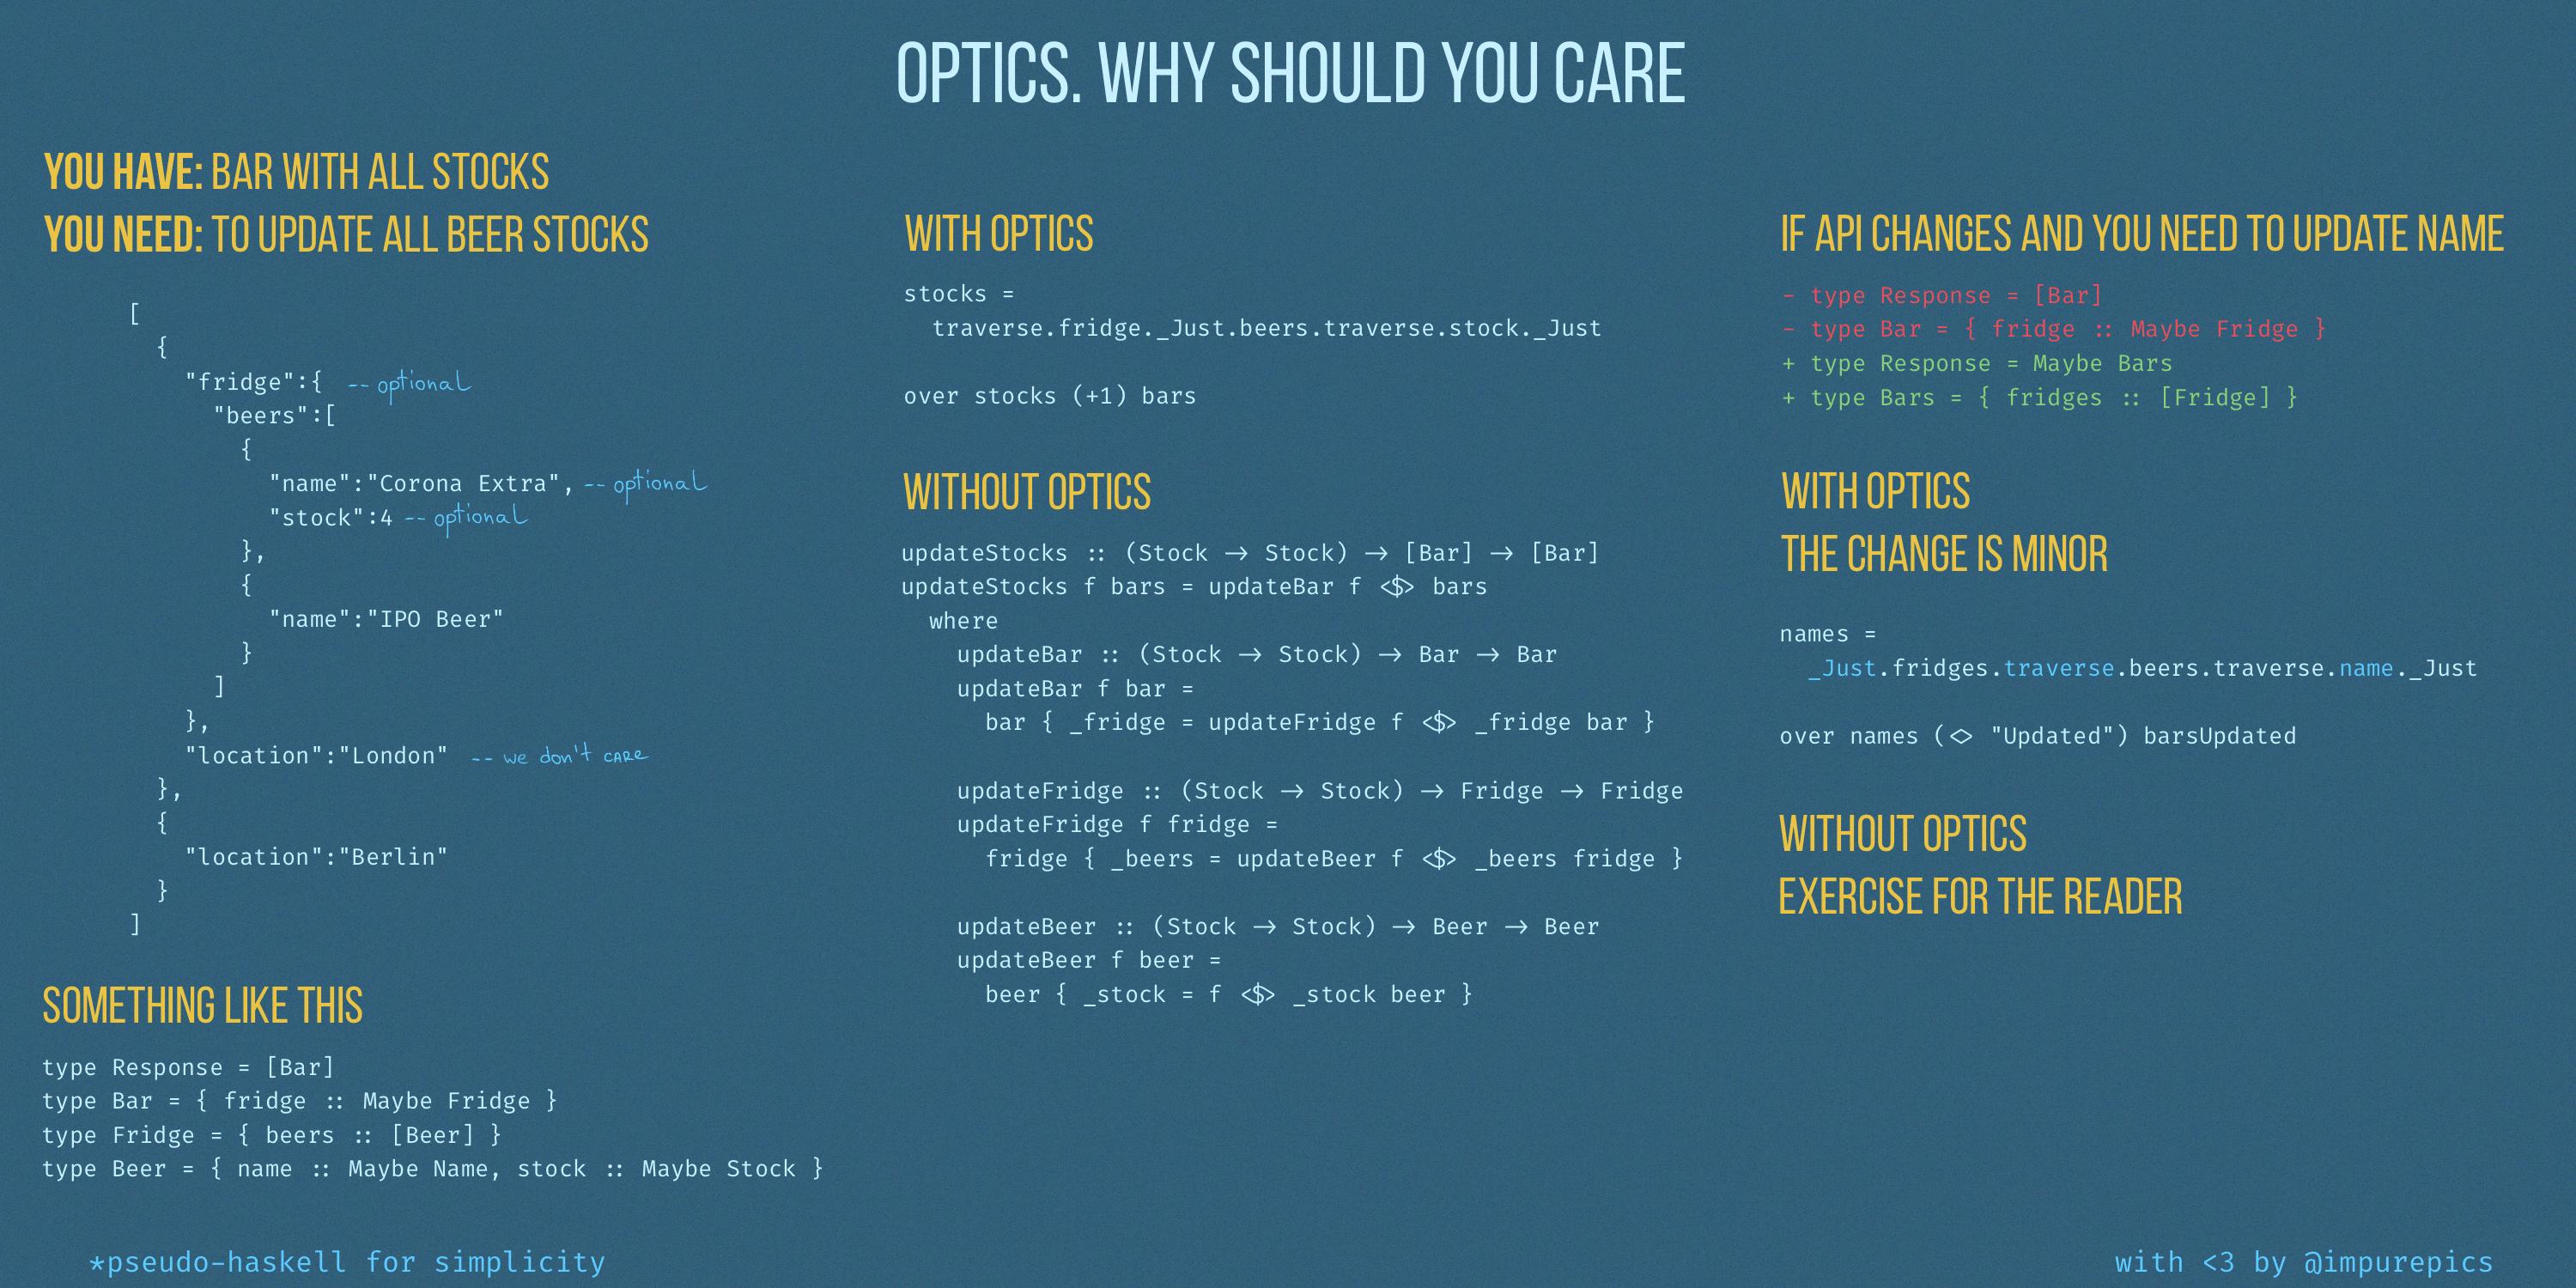 OPTICS. WHY SHOULD YOU CARE
YOU HAVE: BAR WITH ALL STOCKS
YOU NEED: TO UPDATE ALL BEER STOCKS
[
  {
    "fridge":{ -- optional
      "beers":[
        {
          "name":"Corona Extra", -- optional
          "stock":4 -- optional
        },
        {
          "name":"IPO Beer"
        }
      ]
    },
    "location":"London" -- we don't care
  },
  {
    "location":"Berlin"
  }
]
SOMETHING LIKE THIS
type Response = [Bar]
type Bar = { fridge :: Maybe Fridge }
type Fridge = { beers :: [Beer] }
type Beer = { name :: Maybe Name, stock :: Maybe Stock }
WITH OPTICS
stocks =
  traverse.fridge._Just.beers.traverse.stock._Just
over stocks (+1) bars
WITHOUT OPTICS
updateStocks :: (Stock -> Stock) -> [Bar] -> [Bar]
updateStocks f bars = updateBar f <$> bars
  where
    updateBar :: (Stock -> Stock) -> Bar -> Bar
    updateBar f bar =
      bar { _fridge = updateFridge f <$> _fridge bar }
    updateFridge :: (Stock -> Stock) -> Fridge -> Fridge
    updateFridge f fridge =
      fridge { _beers = updateBeer f <$> _beers fridge }
    updateBeer :: (Stock -> Stock) -> Beer -> Beer
    updateBeer f beer =
      beer { _stock = f <$> _stock beer }
IF API CHANGES AND YOU NEED TO UPDATE NAME
- type Response = [Bar]
- type Bar = { fridge :: Maybe Fridge }
+ type Response = Maybe Bars
+ type Bars = { fridges :: [Fridge] }
WITH OPTICS
THE CHANGE IS MINOR
names =
  _Just.fridges.traverse.beers.traverse.name._Just
over names (<> "Updated") barsUpdated
WITHOUT OPTICS
EXERCISE FOR THE READER
*pseudo-haskell for simplicity
with <3 by @impurepics